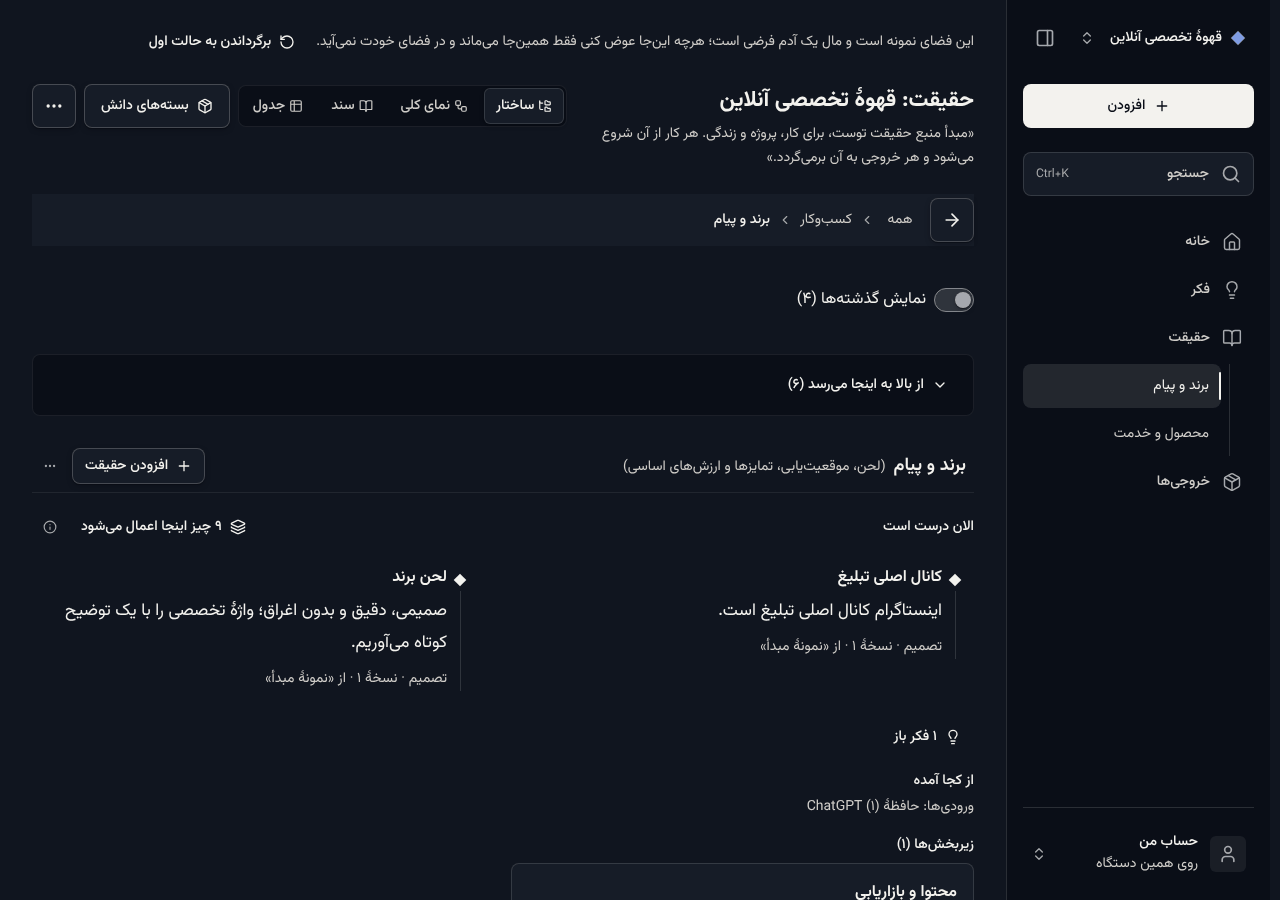 قهوهٔ تخصصی آنلاین
افزودن
جستجو
Ctrl+K
خانه
فکر
حقیقت
برند و پیام
محصول و خدمت
خروجی‌ها
حساب من
روی همین دستگاه
این فضای نمونه است و مال یک آدم فرضی است؛ هرچه این‌جا عوض کنی فقط همین‌جا می‌ماند و در فضای خودت نمی‌آید.
برگرداندن به حالت اول
حقیقت: قهوهٔ تخصصی آنلاین
«مبدأ منبع حقیقت توست، برای کار، پروژه و زندگی. هر کار از آن شروع
می‌شود و هر خروجی به آن برمی‌گردد.»
ساختار
نمای کلی
سند
جدول
بسته‌های دانش
همه
کسب‌وکار
برند و پیام
نمایش گذشته‌ها (۴)
از بالا به اینجا می‌رسد (۶)
برند و پیام (لحن، موقعیت‌یابی، تمایزها و ارزش‌های اساسی)
افزودن حقیقت
الان درست است
۹ چیز اینجا اعمال می‌شود
کانال اصلی تبلیغ
اینستاگرام کانال اصلی تبلیغ است.
تصمیم · نسخهٔ ۱ · از «نمونهٔ مبدأ»
لحن برند
صمیمی، دقیق و بدون اغراق؛ واژهٔ تخصصی را با یک توضیح
کوتاه می‌آوریم.
تصمیم · نسخهٔ ۱ · از «نمونهٔ مبدأ»
۱ فکر باز
از کجا آمده
ورودی‌ها: حافظهٔ ChatGPT (۱)
زیربخش‌ها (۱)
محتوا و بازاریابی